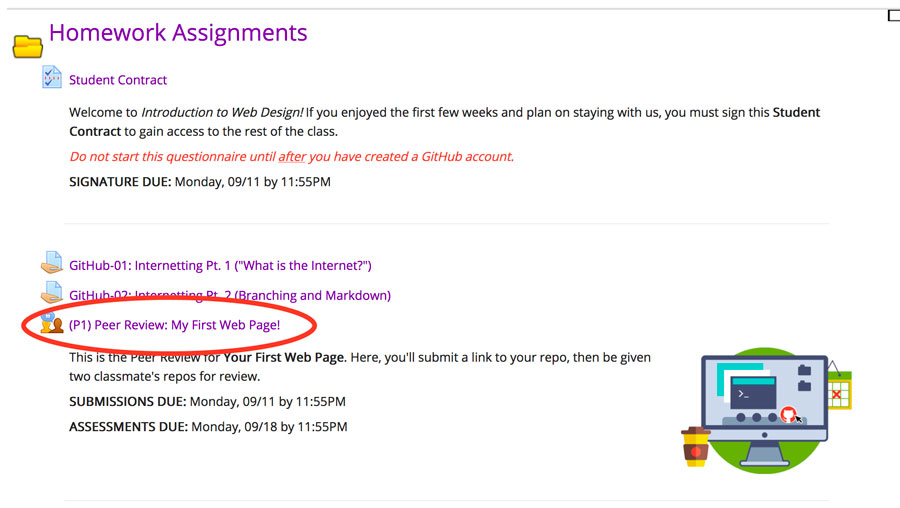 Homework Assignments
Student Contract
Welcome to Introduction to Web Design! If you enjoyed the first few weeks and plan on staying with us, you must sign this Student
Contract to gain access to the rest of the class.
Do not start this questionnaire until after you have created a GitHub account.
SIGNATURE DUE: Monday, 09/11 by 11:55PM
GitHub-01: Internetting Pt. 1 ("What is the Internet?")
GitHub-02: Internetting Pt. 2 (Branching and Markdown)
(P1) Peer Review: My First Web Page!
This is the Peer Review for Your First Web Page. Here, you'll submit a link to your repo, then be given
two classmate's repos for review.
SUBMISSIONS DUE: Monday, 09/11 by 11:55PM
ASSESSMENTS DUE: Monday, 09/18 by 11:55PM